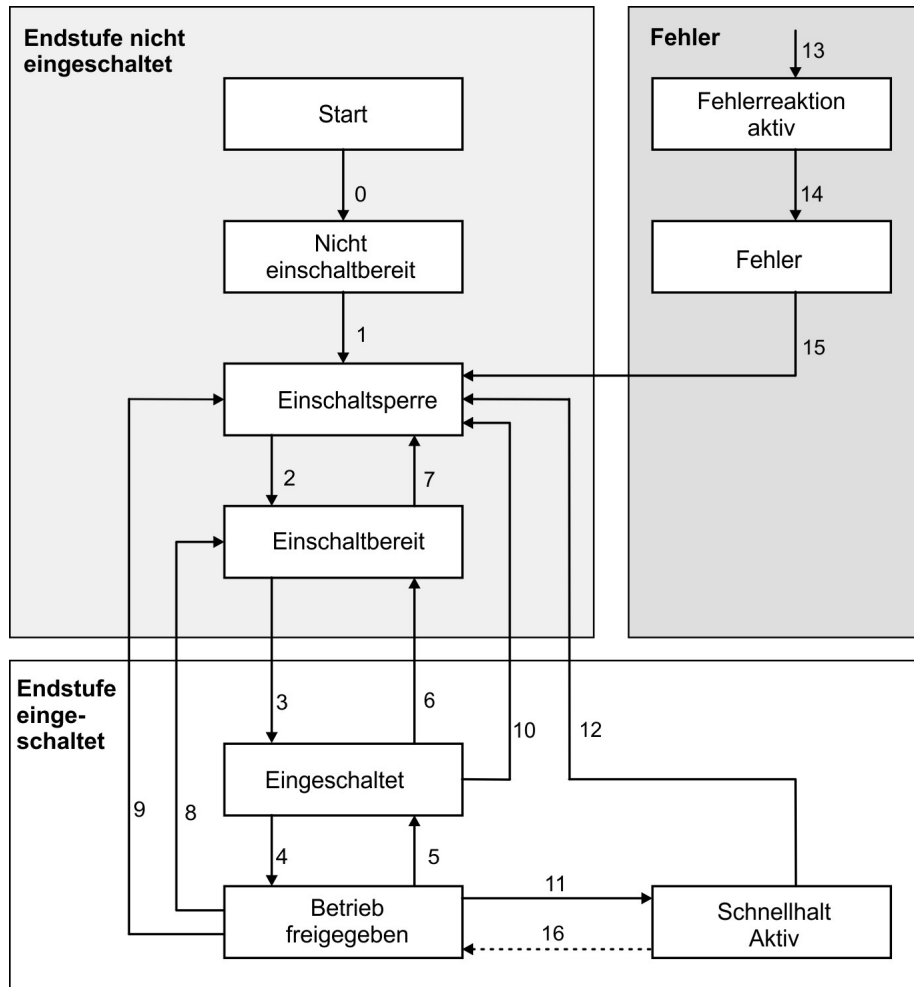 Endstufe nicht
eingeschaltet
Start
0
Nicht
einschaltbereit
1
Einschaltsperre
2
7
Einschaltbereit
Fehler
13
Fehlerreaktion
aktiv
14
Fehler
15
Endstufe
einge-
schaltet
3
6
10
12
Eingeschaltet
9
8
4
5
11
Betrieb
freigegeben
16
Schnellhalt
Aktiv